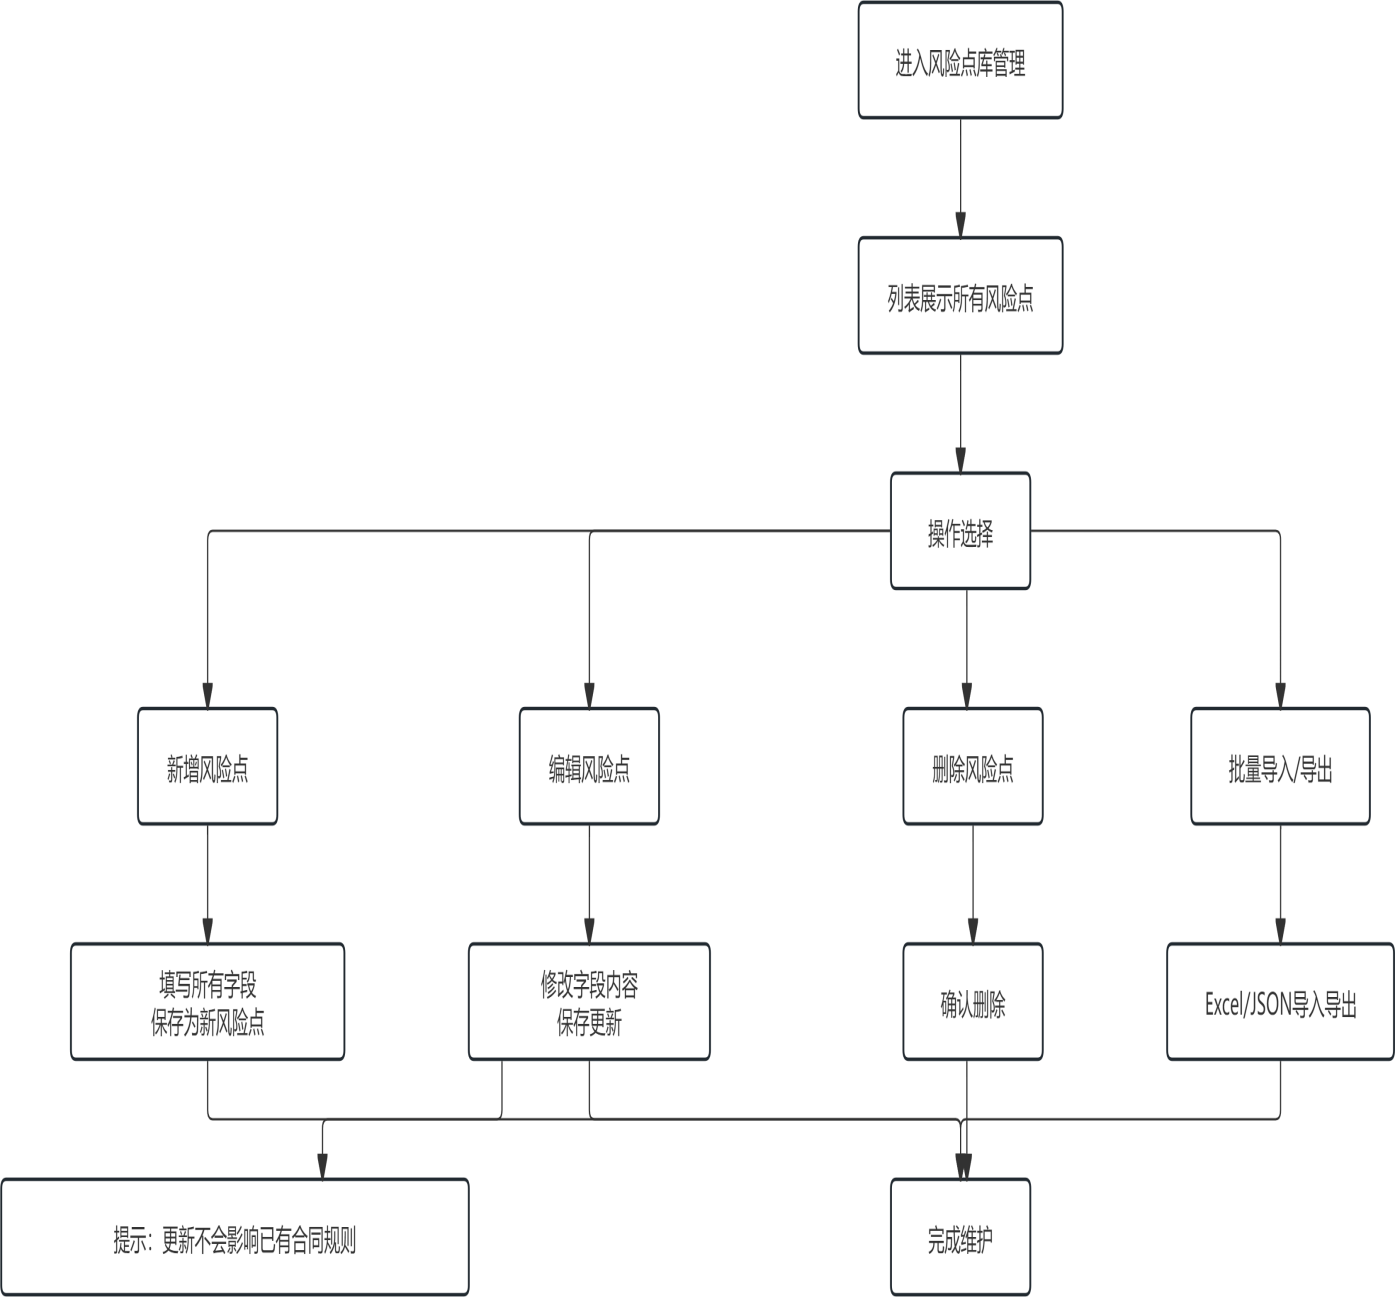 进入风险点库管理
列表展示所有风险点
操作选择
新增风险点
编辑风险点
删除风险点
批量导入/导出
填写所有字段
保存为新风险点
修改字段内容
保存更新
确认删除
Excel/JSON导入导出
提示：更新不会影响已有合同规则
完成维护